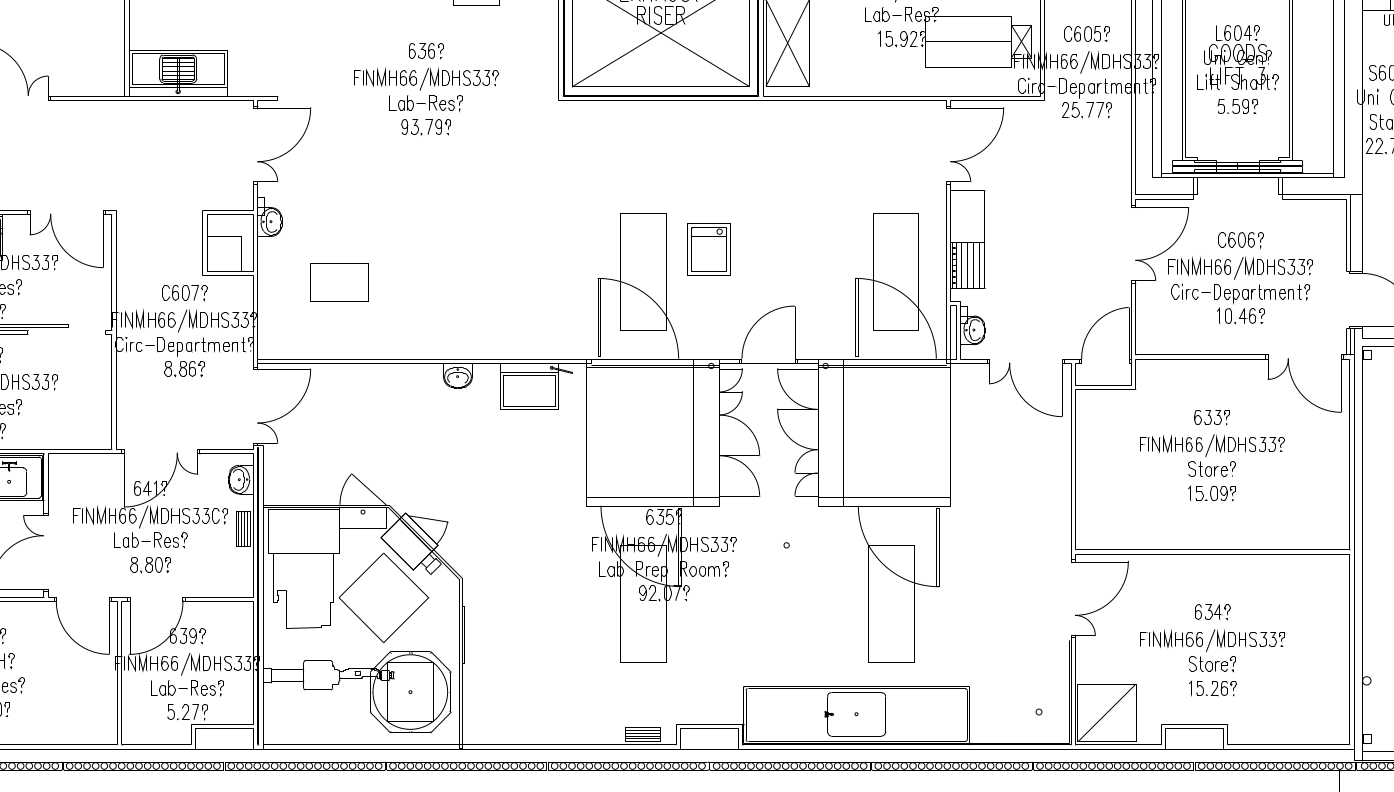 RISER
Lab-Res?
15.92?
636?
FINMH66/MDHS33?
Lab-Res?
93.79?
C605?
FINMH66/MDHS33?
Circ-Department?
25.77?
L604?
Uni Gen?
Lift Shaft?
5.59?
GOODS
LIFT 3
S60
Uni
Sta
22.7
C606?
FINMH66/MDHS33?
Circ-Department?
10.46?
DHS33?
es?
?
C607?
FINMH66/MDHS33?
Circ-Department?
8.86?
?
DHS33?
es?
?
633?
FINMH66/MDHS33?
Store?
15.09?
641?
FINMH66/MDHS33C?
Lab-Res?
8.80?
635?
FINMH66/MDHS33?
Lab Prep Room?
92.07?
634?
FINMH66/MDHS33?
Store?
15.26?
639?
FINMH66/MDHS33?
Lab-Res?
5.27?
?
H?
es?
0?